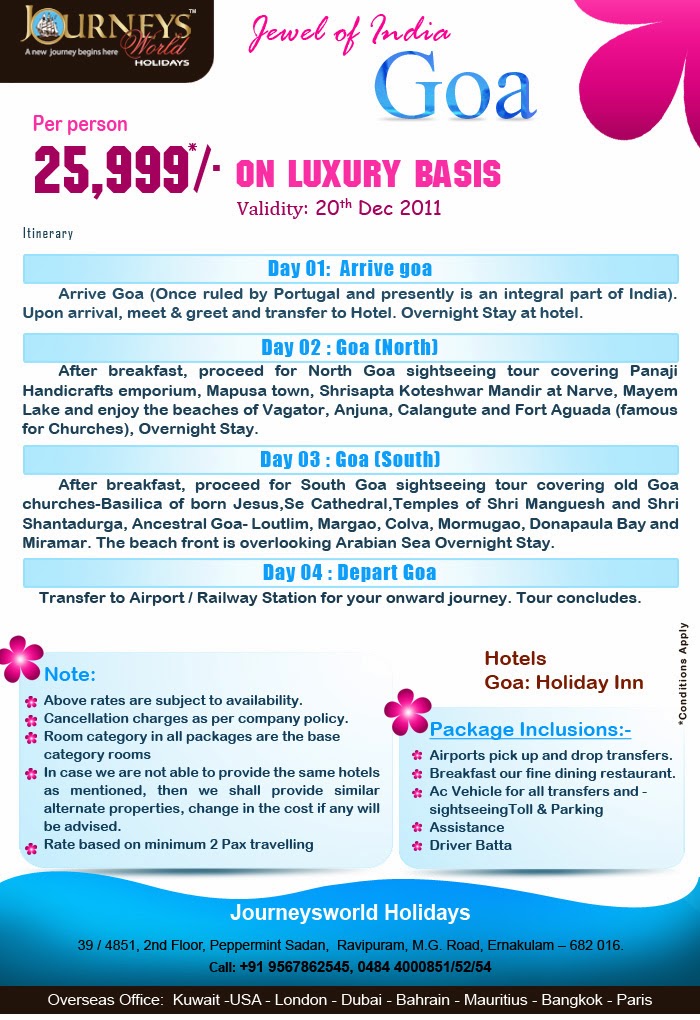 JOURNEYS™
World
A new journey begins here
HOLIDAYS
Jewel of India
Goa
Per person
25,999*/- ON LUXURY BASIS
Validity: 20th Dec 2011
Itinerary
Day 01: Arrive goa
Arrive Goa (Once ruled by Portugal and presently is an integral part of India).
Upon arrival, meet & greet and transfer to Hotel. Overnight Stay at hotel.
Day 02 : Goa (North)
After breakfast, proceed for North Goa sightseeing tour covering Panaji
Handicrafts emporium, Mapusa town, Shrisapta Koteshwar Mandir at Narve, Mayem
Lake and enjoy the beaches of Vagator, Anjuna, Calangute and Fort Aguada (famous
for Churches), Overnight Stay.
Day 03 : Goa (South)
After breakfast, proceed for South Goa sightseeing tour covering old Goa
churches-Basilica of born Jesus,Se Cathedral,Temples of Shri Manguesh and Shri
Shantadurga, Ancestral Goa- Loutlim, Margao, Colva, Mormugao, Donapaula Bay and
Miramar. The beach front is overlooking Arabian Sea Overnight Stay.
Day 04 : Depart Goa
Transfer to Airport / Railway Station for your onward journey. Tour concludes.
Note:
Above rates are subject to availability.
Cancellation charges as per company policy.
Room category in all packages are the base
category rooms
In case we are not able to provide the same hotels
as mentioned, then we shall provide similar
alternate properties, change in the cost if any will
be advised.
Rate based on minimum 2 Pax travelling
Hotels
Goa: Holiday Inn
*Conditions Apply
Package Inclusions:-
Airports pick up and drop transfers.
Breakfast our fine dining restaurant.
Ac Vehicle for all transfers and -
sightseeingToll & Parking
Assistance
Driver Batta
Journeysworld Holidays
39 / 4851, 2nd Floor, Peppermint Sadan, Ravipuram, M.G. Road, Ernakulam – 682 016.
Call: +91 9567862545, 0484 4000851/52/54
Overseas Office: Kuwait -USA - London - Dubai - Bahrain - Mauritius - Bangkok - Paris